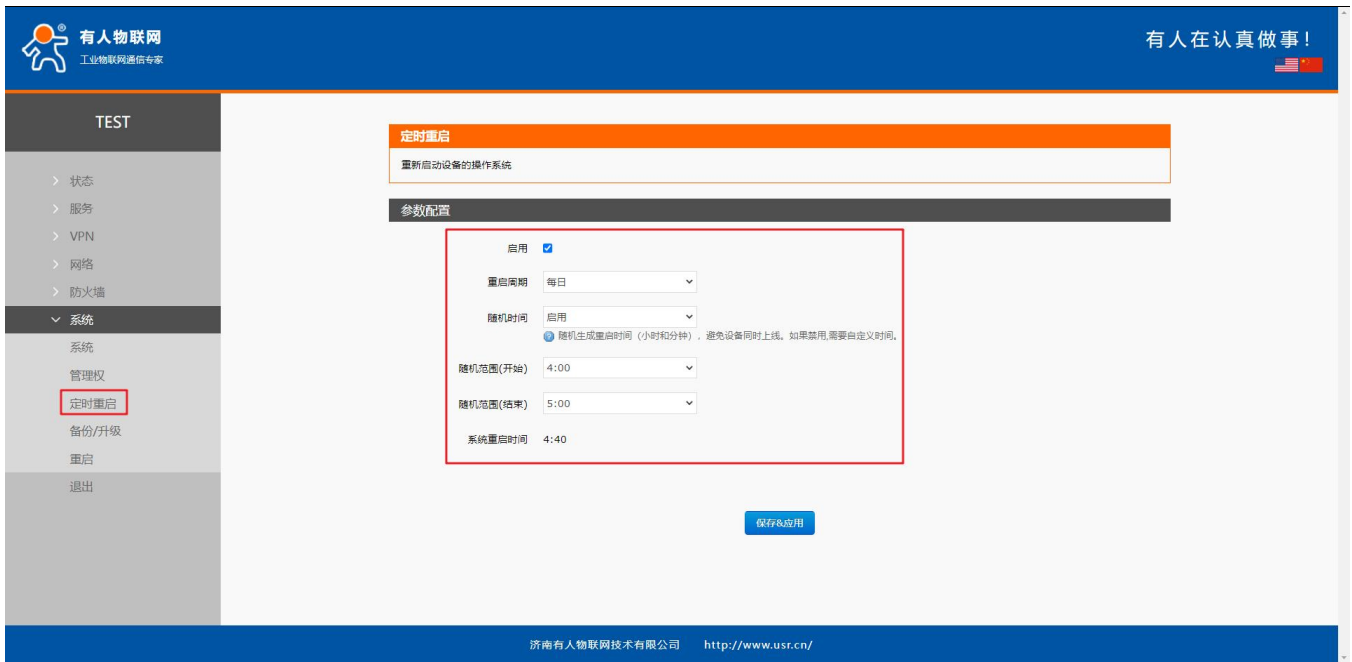 有人物联网
工业物联网通信专家
有人在认真做事!
TEST
状态
服务
VPN
网络
防火墙
系统
系统
管理权
定时重启
备份/升级
重启
退出
定时重启
重新启动设备的操作系统
参数配置
启用
重启周期 每日
随机时间 启用
随机生成重启时间（小时和分钟）, 避免设备同时上线。如果禁用,需要自定义时间。
随机范围(开始) 4:00
随机范围(结束) 5:00
系统重启时间 4:40
保存&应用
济南有人物联网技术有限公司 http://www.usr.cn/